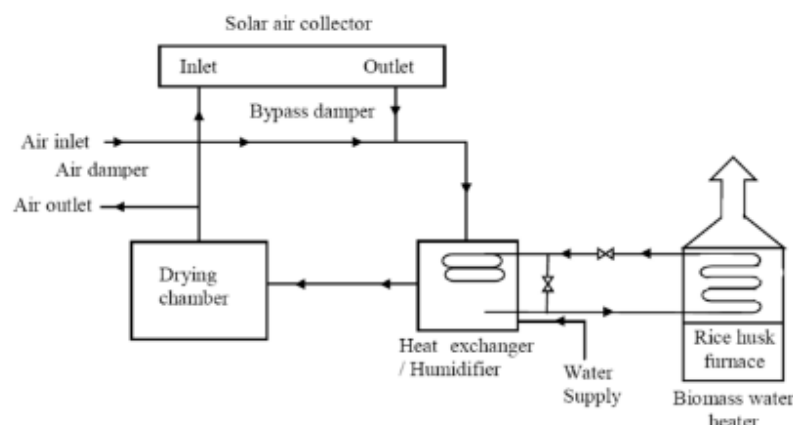 Solar air collector
Inlet
Outlet
Bypass damper
Air inlet
Air damper
Air outlet
Drying
chamber
Heat exchanger
/ Humidifier
Water
Supply
Rice husk
furnace
Biomass water
heater